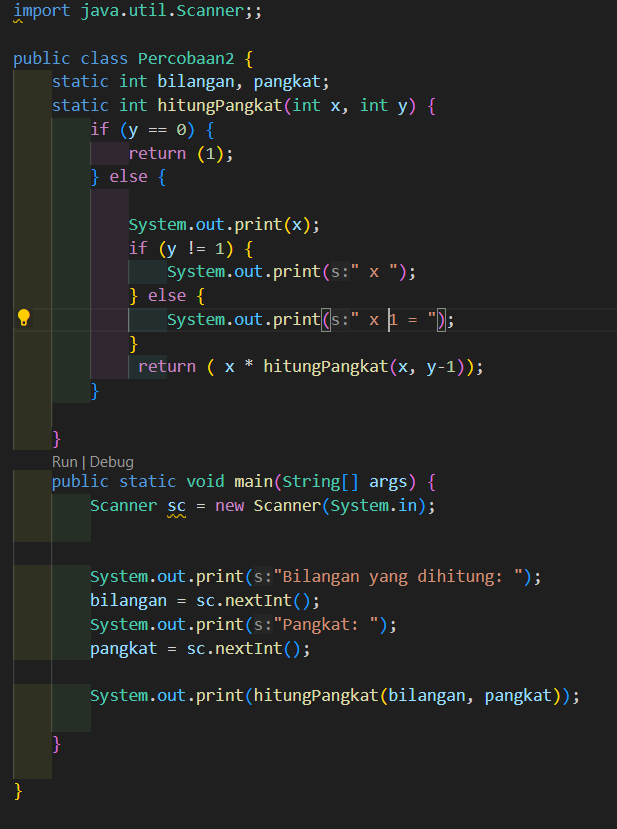 import java.util.Scanner;;
public class Percobaan2 {
static int bilangan, pangkat;
static int hitungPangkat(int x, int y) {
if (y == 0) {
return (1);
} else {
System.out.print(x);
if (y != 1) {
System.out.print(s:" x ");
} else {
System.out.print(s:" x 1 = ");
}
return ( x * hitungPangkat(x, y-1));
}
}
Run | Debug
public static void main(String[] args) {
Scanner sc = new Scanner(System.in);
System.out.print(s:"Bilangan yang dihitung: ");
bilangan = sc.nextInt();
System.out.print(s:"Pangkat: ");
pangkat = sc.nextInt();
System.out.print(hitungPangkat(bilangan, pangkat));
}
}